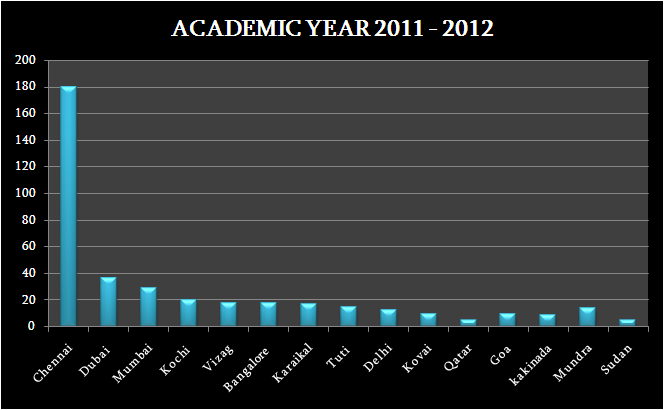 ACADEMIC YEAR 2011 - 2012
200
180
160
140
120
100
80
60
40
20
0
Chennai
Dubai
Mumbai
Kochi
Vizag
Bangalore
Karaikal
Tuti
Delhi
Kovai
Qatar
Goa
kakinada
Mundra
Sudan